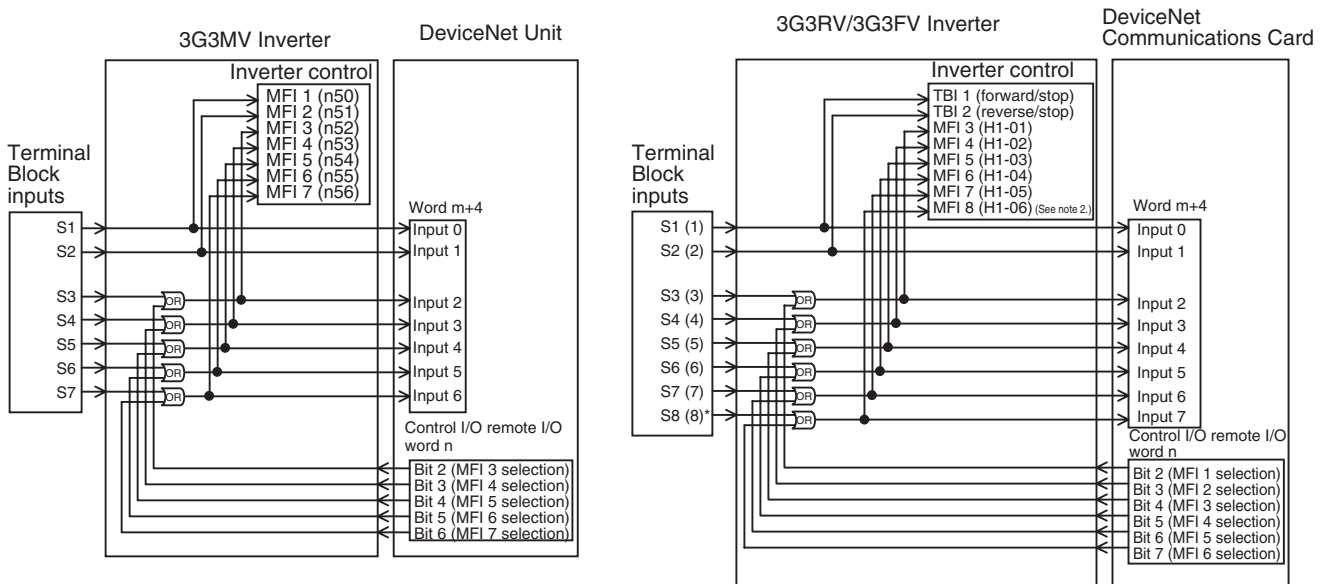 3G3MV Inverter
DeviceNet Unit
Inverter control
MFI 1 (n50)
MFI 2 (n51)
MFI 3 (n52)
MFI 4 (n53)
MFI 5 (n54)
MFI 6 (n55)
MFI 7 (n56)
Terminal
Block
inputs
S1
S2
S3
S4
S5
S6
S7
OR
OR
OR
OR
OR
Word m+4
Input 0
Input 1
Input 2
Input 3
Input 4
Input 5
Input 6
Control I/O remote I/O
word n
Bit 2 (MFI 3 selection)
Bit 3 (MFI 4 selection)
Bit 4 (MFI 5 selection)
Bit 5 (MFI 6 selection)
Bit 6 (MFI 7 selection)
3G3RV/3G3FV Inverter
DeviceNet
Communications Card
Inverter control
TBI 1 (forward/stop)
TBI 2 (reverse/stop)
MFI 3 (H1-01)
MFI 4 (H1-02)
MFI 5 (H1-03)
MFI 6 (H1-04)
MFI 7 (H1-05)
MFI 8 (H1-06) (See note 2.)
Terminal
Block
inputs
S1 (1)
S2 (2)
S3 (3)
S4 (4)
S5 (5)
S6 (6)
S7 (7)
S8 (8)*
OR
OR
OR
OR
OR
OR
Word m+4
Input 0
Input 1
Input 2
Input 3
Input 4
Input 5
Input 6
Input 7
Control I/O remote I/O
word n
Bit 2 (MFI 1 selection)
Bit 3 (MFI 2 selection)
Bit 4 (MFI 3 selection)
Bit 5 (MFI 4 selection)
Bit 6 (MFI 5 selection)
Bit 7 (MFI 6 selection)